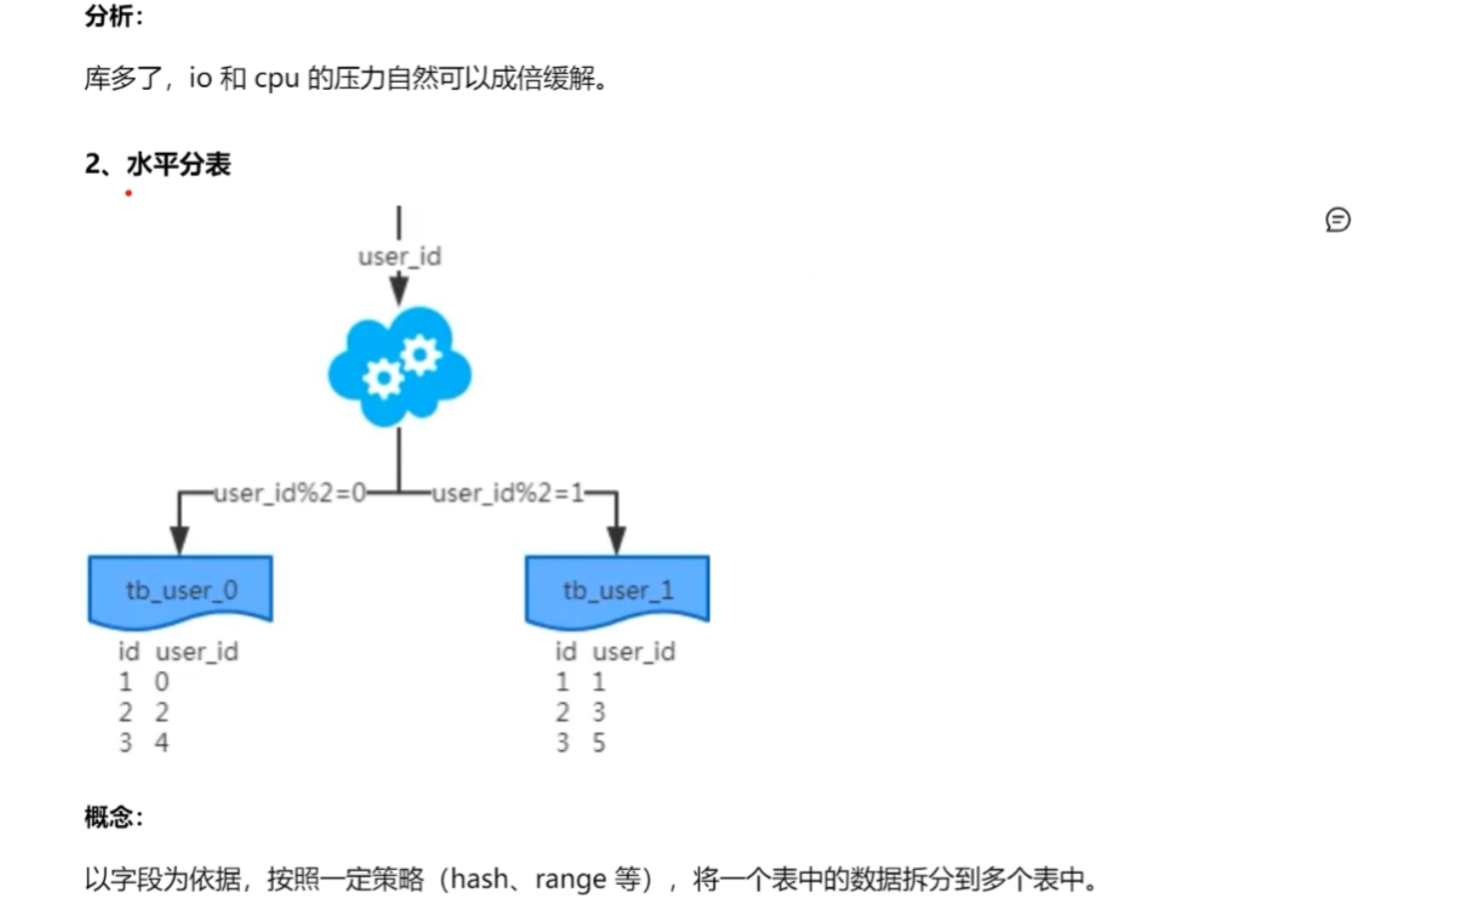 分析：
库多了，io 和 cpu 的压力自然可以成倍缓解。
2、水平分表
user_id
user_id%2=0 user_id%2=1
tb_user_0 tb_user_1
id user_id id user_id
1 0 1 1
2 2 2 3
3 4 3 5
概念：
以字段为依据，按照一定策略（hash、range 等），将一个表中的数据拆分到多个表中。